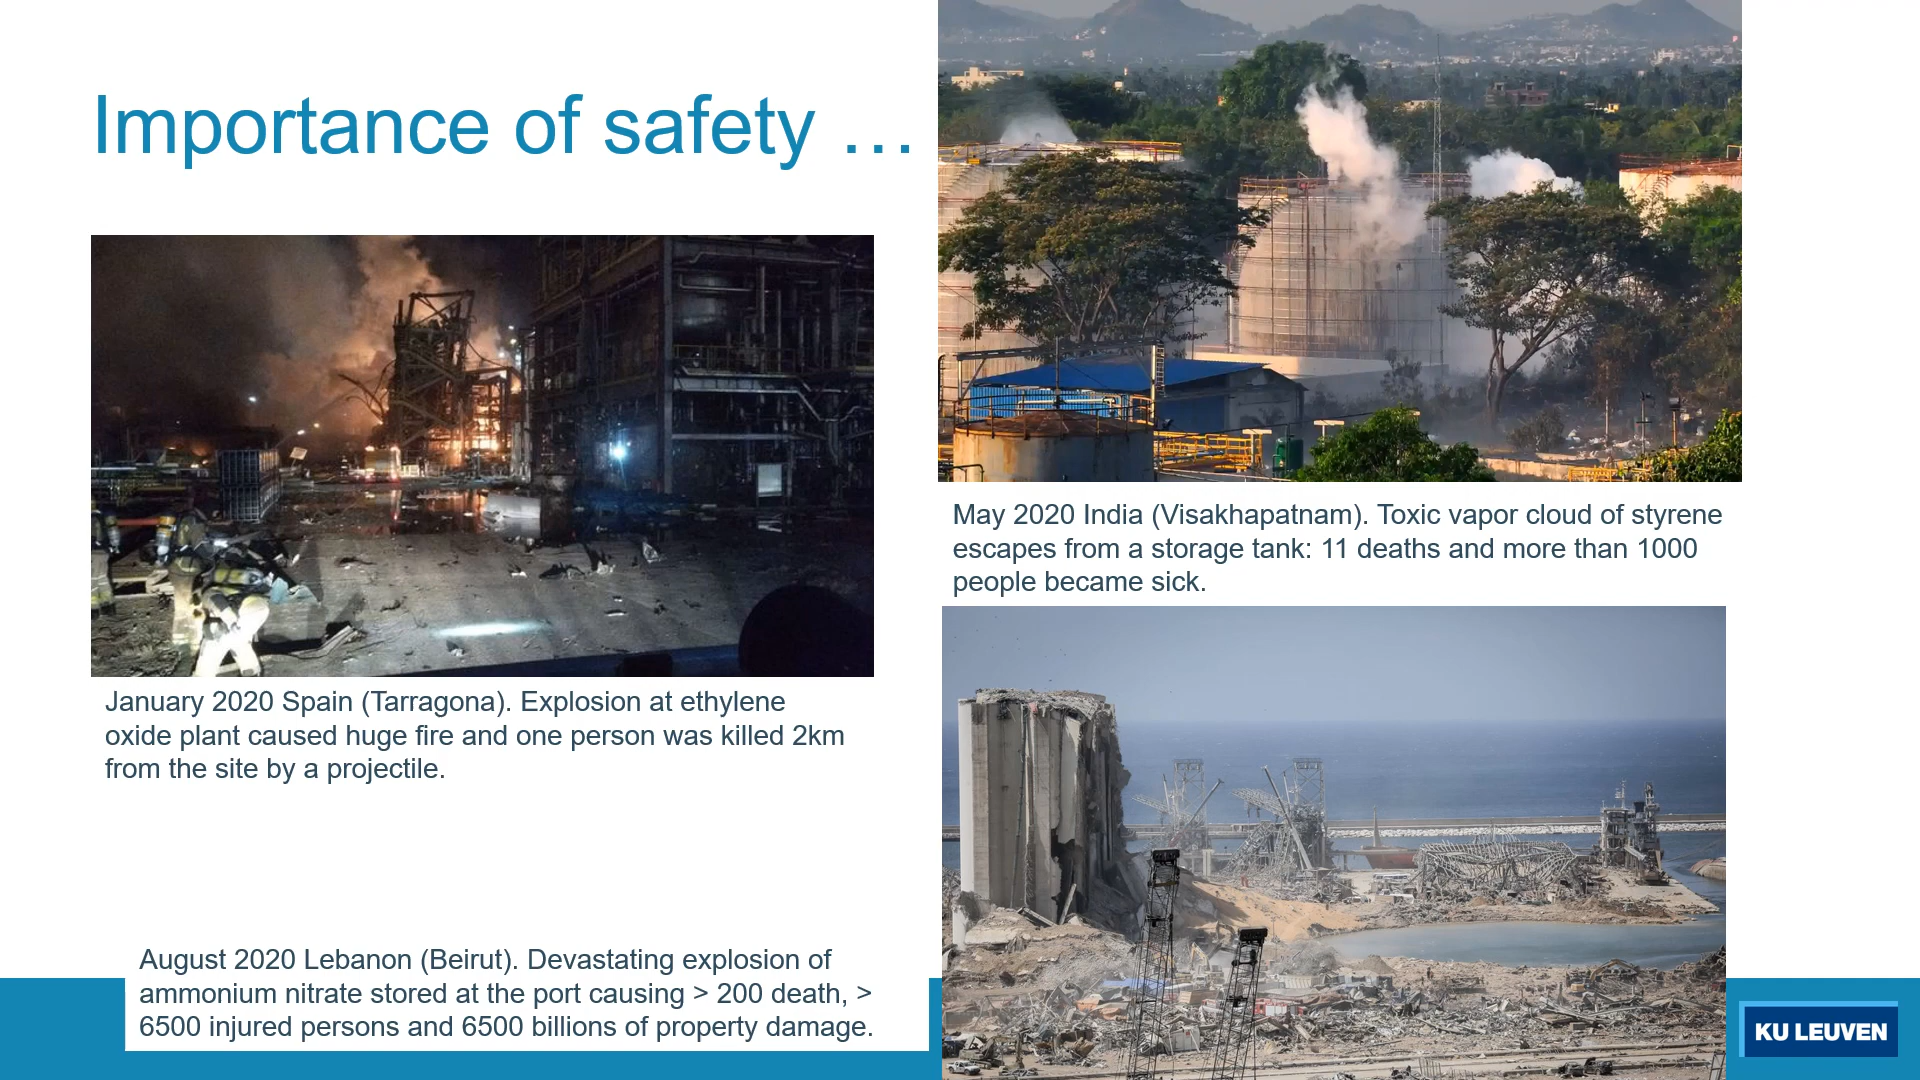 Importance of safety …
January 2020 Spain (Tarragona). Explosion at ethylene
oxide plant caused huge fire and one person was killed 2km
from the site by a projectile.
May 2020 India (Visakhapatnam). Toxic vapor cloud of styrene
escapes from a storage tank: 11 deaths and more than 1000
people became sick.
August 2020 Lebanon (Beirut). Devastating explosion of
ammonium nitrate stored at the port causing > 200 death, >
6500 injured persons and 6500 billions of property damage.
KU LEUVEN